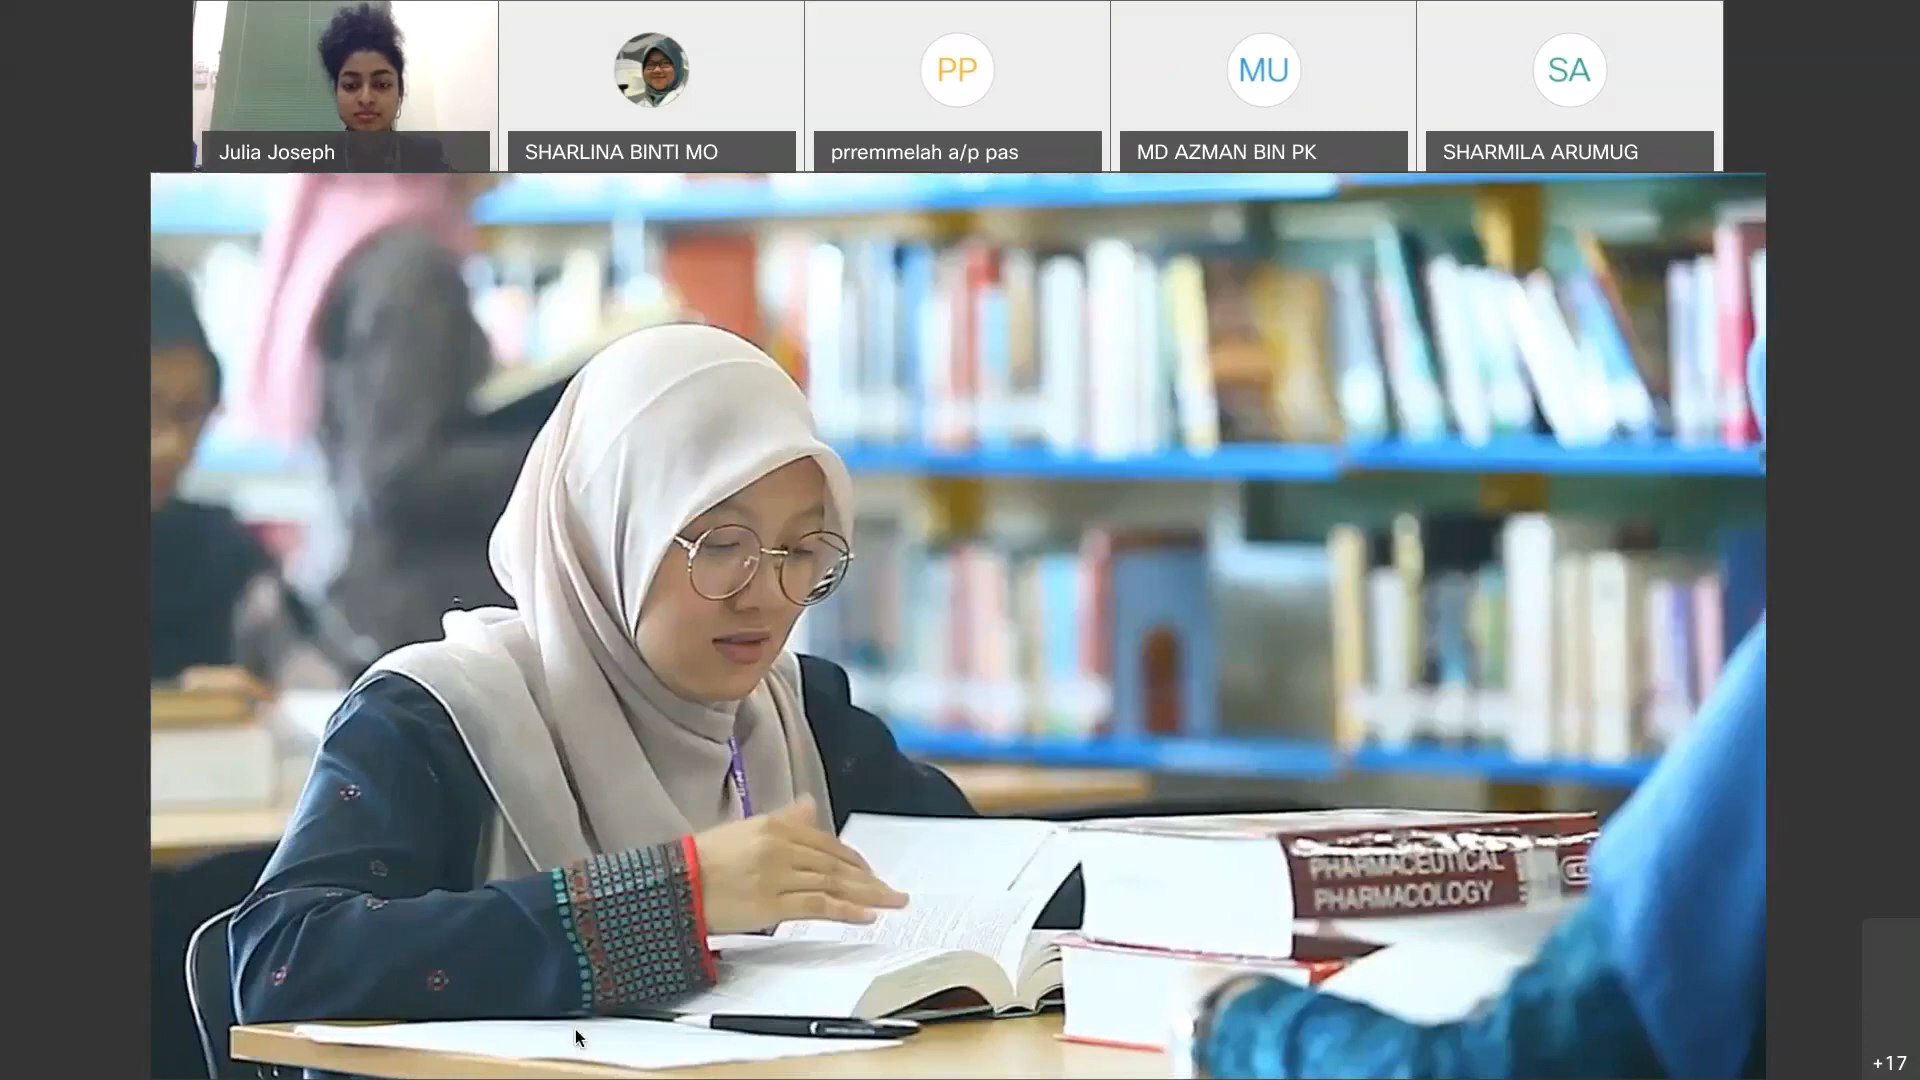 Julia Joseph
SHARLINA BINTI MO
PP
prremmelah a/p pas
MU
MD AZMAN BIN PK
SA
SHARMILA ARUMUG
PHARMACEUTICAL
PHARMACOLOGY
+17